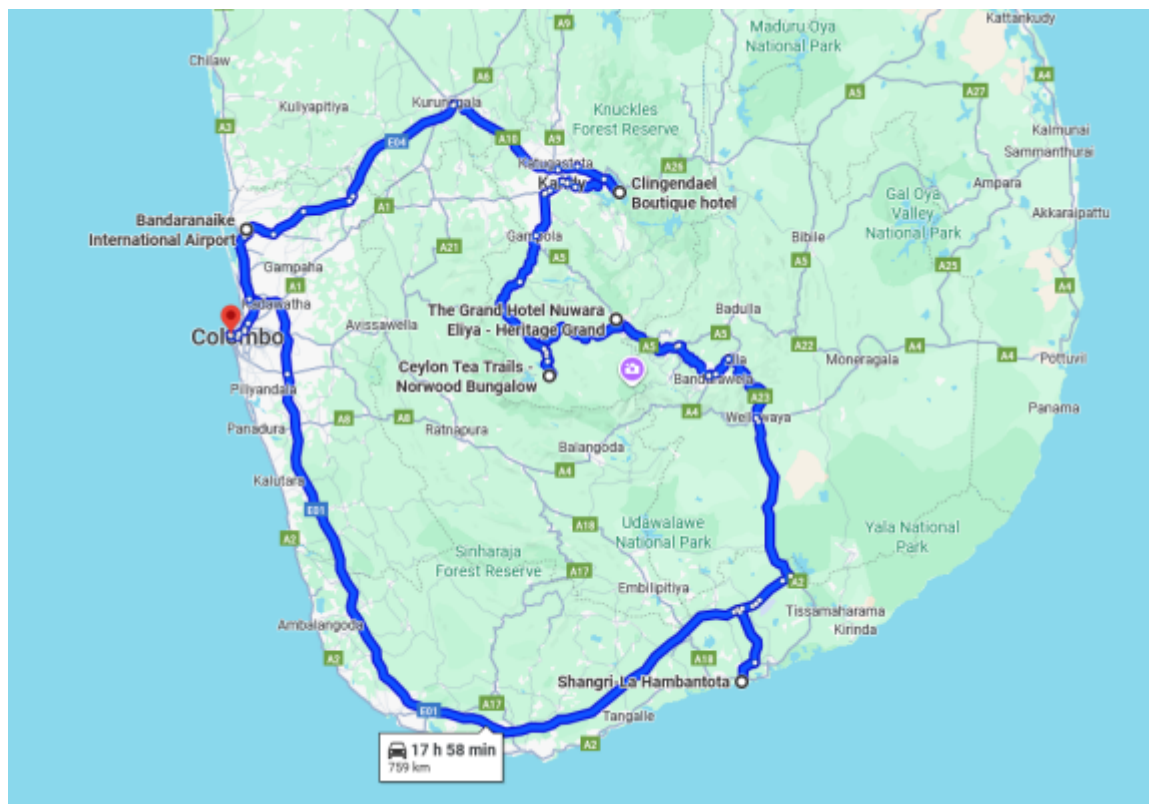 Maduru Oya
National Park
Kattankudy
A9
A4
Chilaw
A6
A5
A27
Kuliyapitiya
Kurunegala
Knuckles
Forest Reserve
A3
E04
A10
A9
Kalmunai
Sammanthurai
Katugastota
A26
Kandy
Clingendael
Boutique hotel
Ampara
Gal Oya
Valley
National Park
Akkaraipattu
Bandaranaike
International Airport
A1
A21
Gampola
Bibile
A5
A5
A25
Gampaha
A1
A4
Kadawatha
The Grand Hotel Nuwara
Eliya - Heritage Grand
Badulla
Colombo
Avissawella
A5
A5
Ella
A22
Moneragala
A4
A4
Pottuvil
Ceylon Tea Trails -
Norwood Bungalow
Bandarawela
Piliyandala
A23
Panama
A8
A8
A4
Wellawaya
Panadura
Ratnapura
Balangoda
A4
Kalutara
E01
A2
A18
Udawalawe
National Park
Yala National
Park
Sinharaja
Forest Reserve
A17
Embilipitiya
A2
Tissamaharama
Kirinda
Ambalangoda
A2
A18
Shangri-La Hambantota
E01
A17
Tangalle
A2
17 h 58 min
759 km